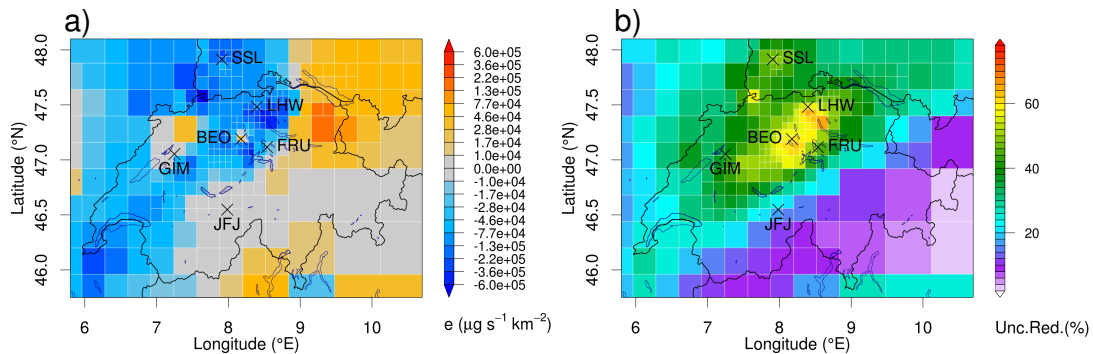 a)
48.0
47.5
47.0
46.5
46.0
Latitude (°N)
SSL
LHW
BEO
FRU
GIM
JFJ
6
7
8
9
10
Longitude (°E)
6.0e+05
3.6e+05
2.2e+05
1.3e+05
7.7e+04
4.6e+04
2.8e+04
1.7e+04
1.0e+04
0.0e+00
-1.0e+04
-1.7e+04
-2.8e+04
-4.6e+04
-7.7e+04
-1.3e+05
-2.2e+05
-3.6e+05
-6.0e+05
e (μg s⁻¹ km⁻²)
b)
48.0
47.5
47.0
46.5
46.0
Latitude (°N)
SSL
LHW
BEO
FRU
GIM
JFJ
6
7
8
9
10
Longitude (°E)
60
40
20
Unc.Red.(%)